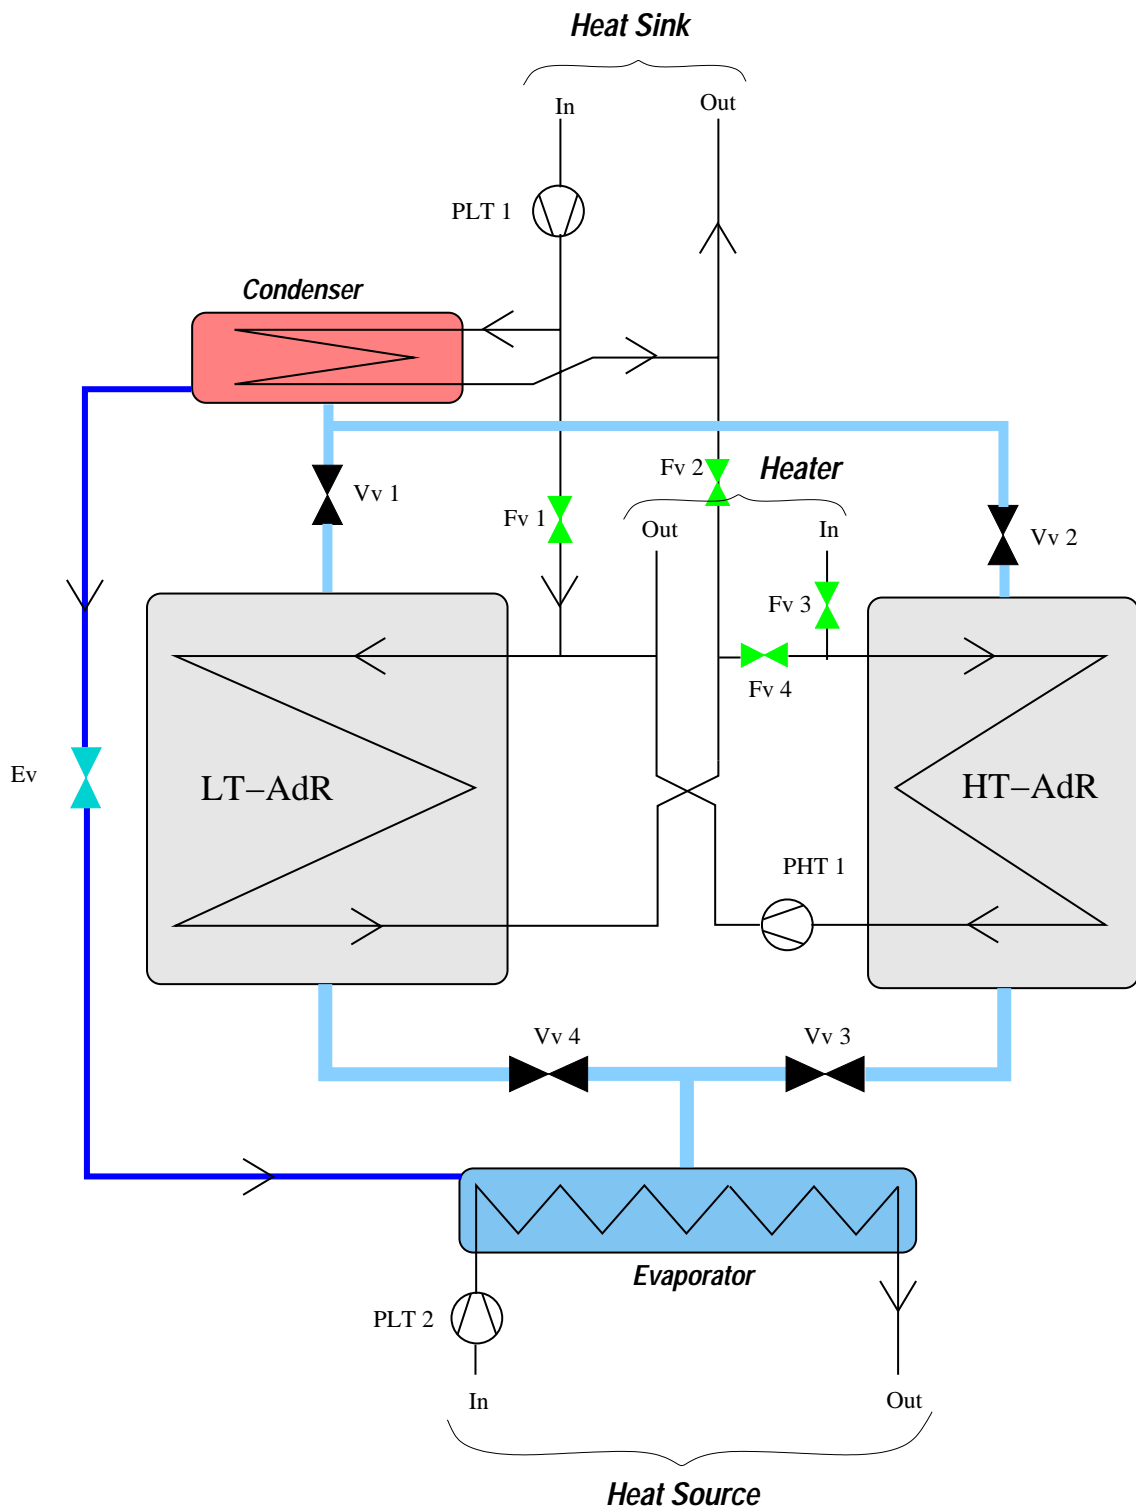 Heat Sink
In
Out
PLT 1
Condenser
Fv 2
Heater
Vv 1
Fv 1
Out
In
Vv 2
Fv 3
Fv 4
Ev
LT–AdR
HT–AdR
PHT 1
Vv 4
Vv 3
Evaporator
PLT 2
In
Out
Heat Source